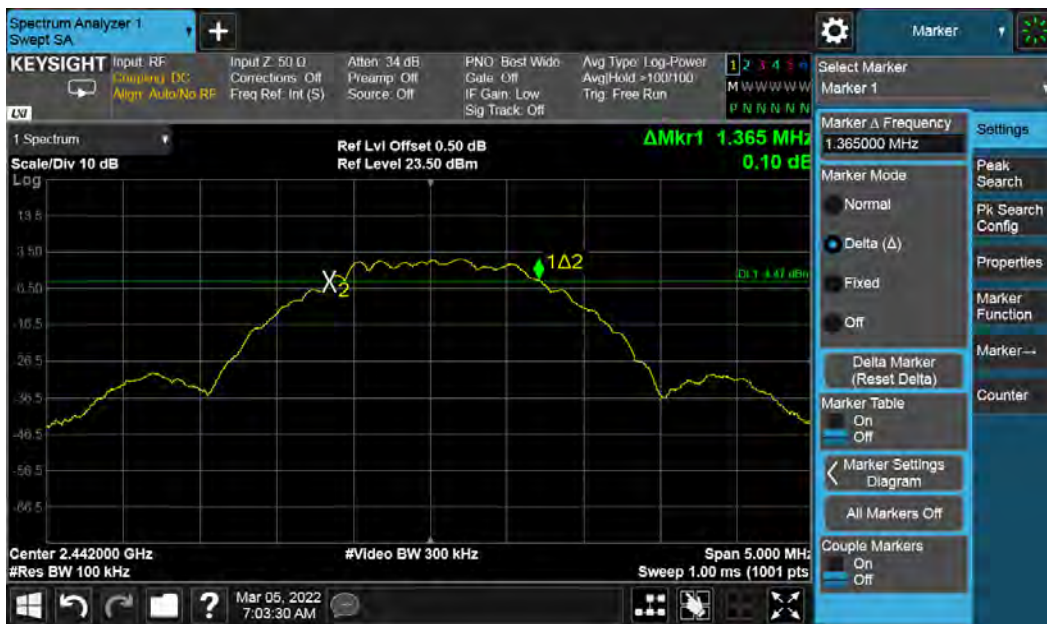 Spectrum Analyzer 1
Swept SA
+
Marker
KEYSIGHT
LXI
Input: RF
Coupling: DC
Align: Auto/No RF
Input Z: 50 Ω
Corrections: Off
Freq Ref: Int (S)
Atten: 34 dB
Preamp: Off
Source: Off
PNO: Best Wide
Gate: Off
IF Gain: Low
Sig Track: Off
Avg Type: Log-Power
Avg|Hold >100/100
Trig: Free Run
1 2 3 4 5 6
M W W W W W
P N N N N N
Select Marker
Marker 1
1 Spectrum
Scale/Div 10 dB
Log
Ref Lvl Offset 0.50 dB
Ref Level 23.50 dBm
ΔMkr1 1.365 MHz
0.10 dB
13.5
3.50
-6.50
-16.5
-26.5
-36.5
-46.5
-56.5
-66.5
X2
1Δ2
Center 2.442000 GHz
#Res BW 100 kHz
#Video BW 300 kHz
Span 5.000 MHz
Sweep 1.00 ms (1001 pts
Marker Δ Frequency
1.365000 MHz
Marker Mode
Normal
Delta (Δ)
Fixed
Off
Delta Marker
(Reset Delta)
Marker Table
On
Off
Marker Settings
Diagram
All Markers Off
Couple Markers
On
Off
Settings
Peak
Search
Pk Search
Config
Properties
Marker
Function
Marker→
Counter
?
Mar 05, 2022
7:03:30 AM